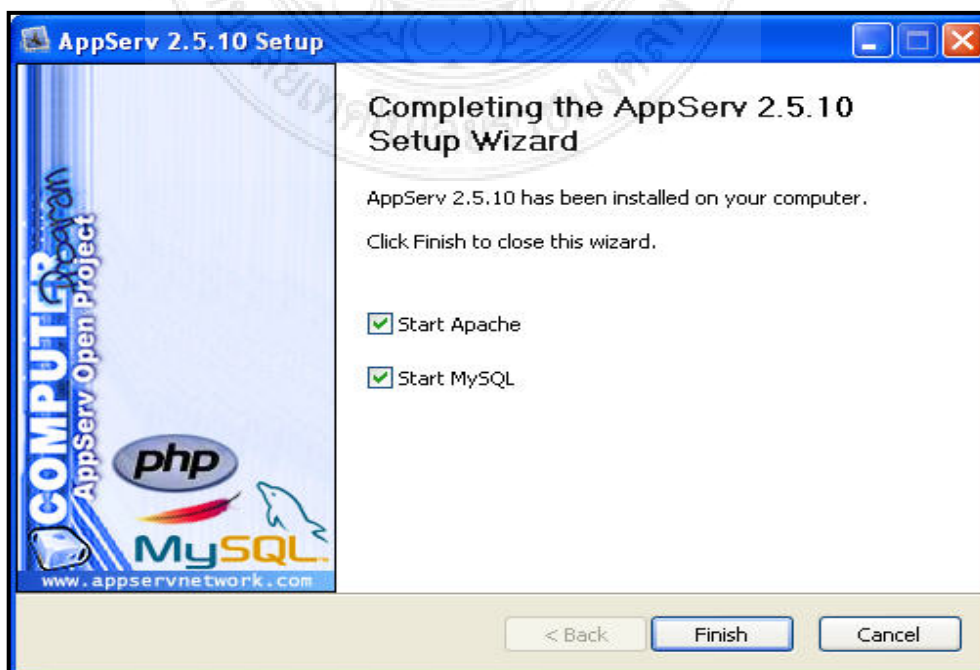 AppServ 2.5.10 Setup
Completing the AppServ 2.5.10
Setup Wizard
AppServ 2.5.10 has been installed on your computer.
Click Finish to close this wizard.
Start Apache
Start MySQL
COMPUTER
Program
AppServ Open Project
php
MySQL
www.appservnetwork.com
< Back
Finish
Cancel